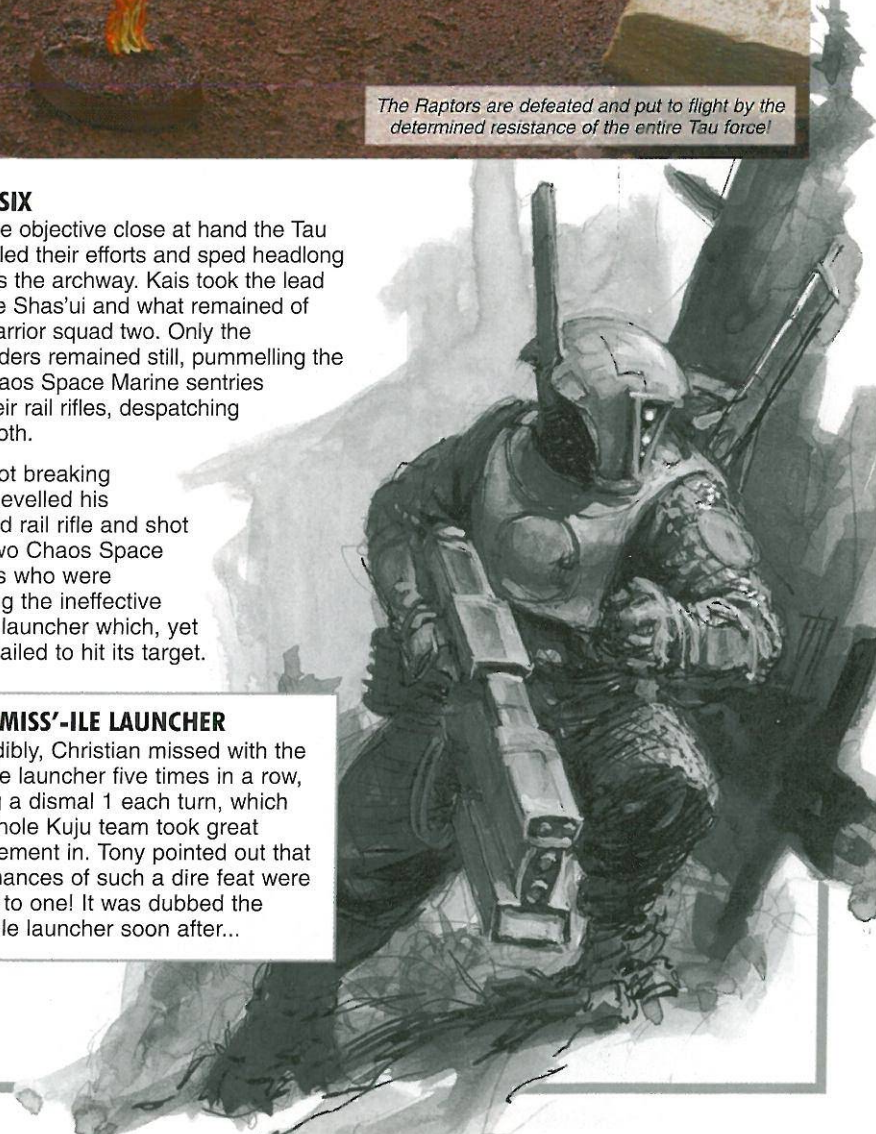 The Raptors are defeated and put to flight by the
determined resistance of the entire Tau force!
SIX
e objective close at hand the Tau
led their efforts and sped headlong
s the archway. Kais took the lead
e Shas'ui and what remained of
arrior squad two. Only the
ders remained still, pummelling the
aos Space Marine sentries
eir rail rifles, despatching
oth.
ot breaking
evelled his
d rail rifle and shot
wo Chaos Space
s who were
g the ineffective
launcher which, yet
ailed to hit its target.
MISS'-ILE LAUNCHER
dibly, Christian missed with the
e launcher five times in a row,
g a dismal 1 each turn, which
hole Kuju team took great
ement in. Tony pointed out that
hances of such a dire feat were
to one! It was dubbed the
le launcher soon after...